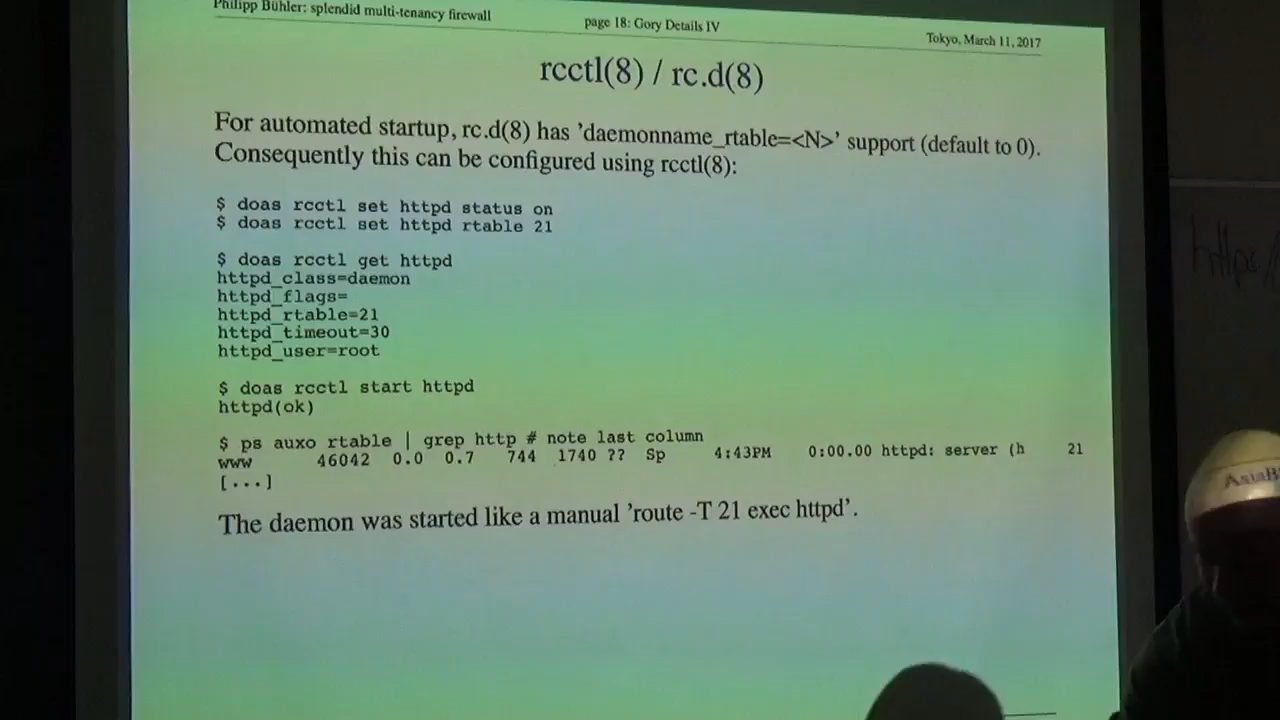 Philipp Bühler: splendid multi-tenancy firewall
page 18: Gory Details IV
Tokyo, March 11, 2017
rcctl(8) / rc.d(8)
For automated startup, rc.d(8) has 'daemonname_rtable=<N>' support (default to 0).
Consequently this can be configured using rcctl(8):
$ doas rcctl set httpd status on
$ doas rcctl set httpd rtable 21
$ doas rcctl get httpd
httpd_class=daemon
httpd_flags=
httpd_rtable=21
httpd_timeout=30
httpd_user=root
$ doas rcctl start httpd
httpd(ok)
$ ps auxo rtable | grep http # note last column
www 46042 0.0 0.7 744 1740 ?? Sp 4:43PM 0:00.00 httpd: server (h 21
[...]
The daemon was started like a manual 'route -T 21 exec httpd'.